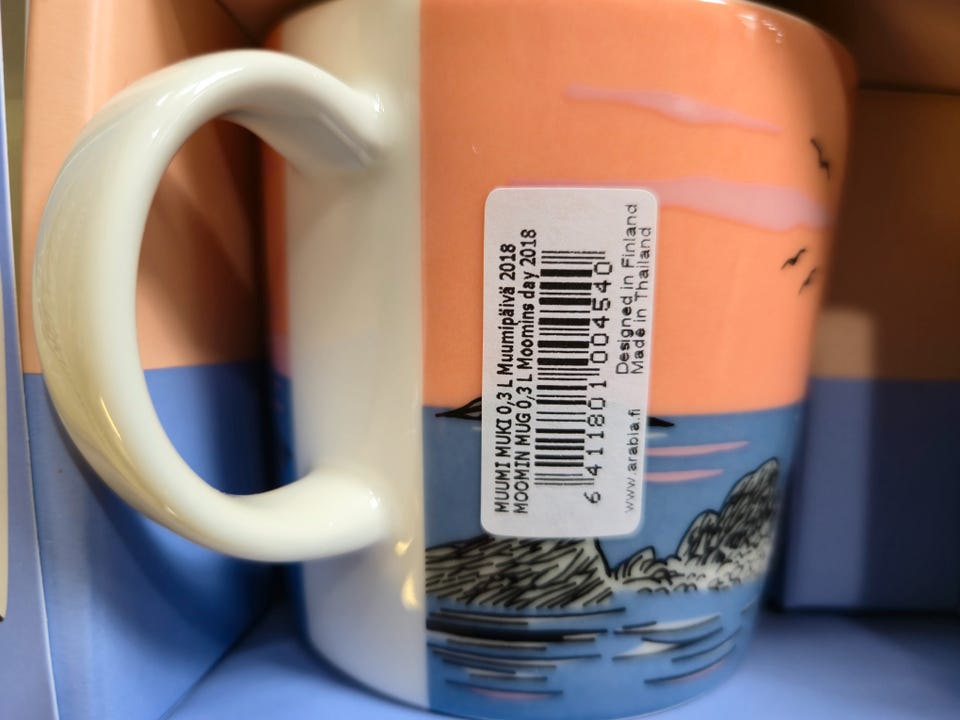 MUUMI MUKI 0,3 L Muumipäivä 2018
MOOMIN MUG 0,3 L Moomins day 2018
6 411801 004540
Designed in Finland
www.arabia.fi Made in Thailand